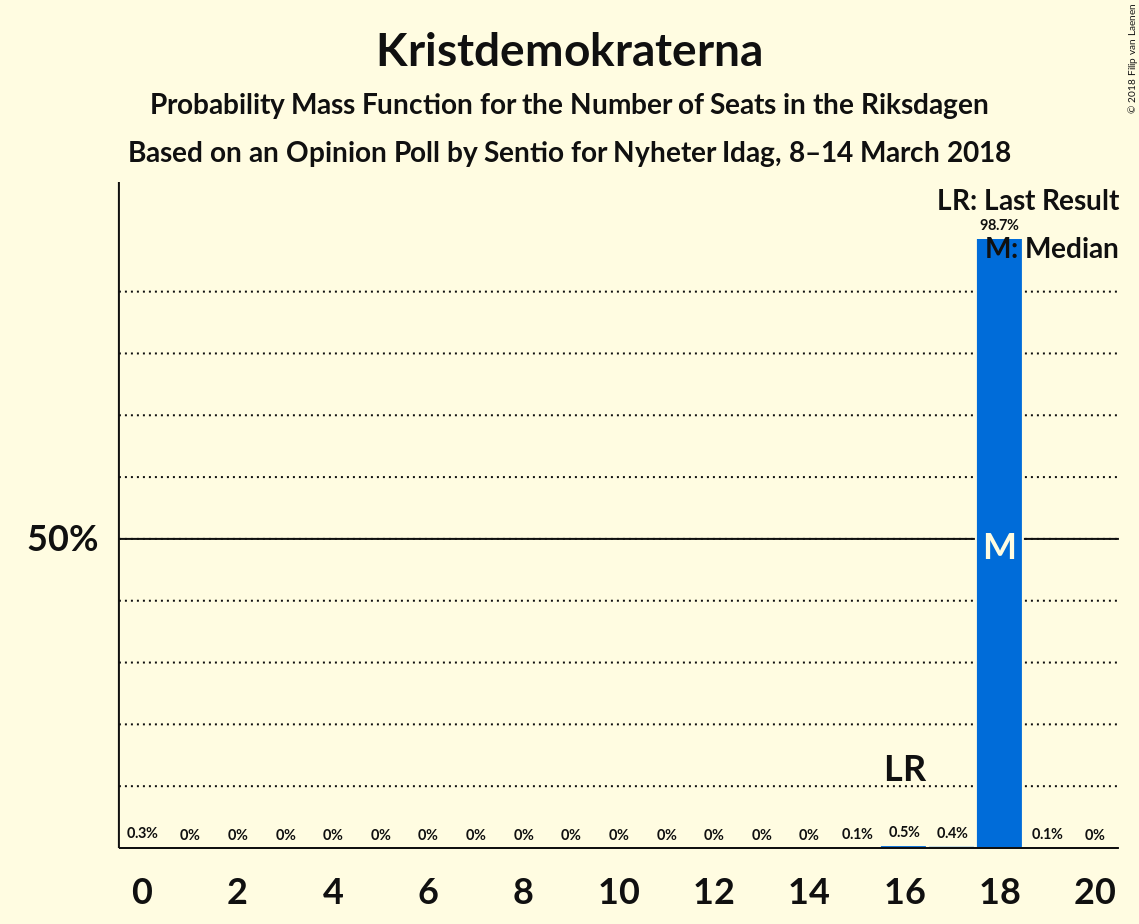 Kristdemokraterna
Probability Mass Function for the Number of Seats in the Riksdagen
Based on an Opinion Poll by Sentio for Nyheter Idag, 8–14 March 2018
© 2018 Filip van Laenen
LR: Last Result
98.7%
M: Median
50%
M
LR
0.3% 0% 0% 0% 0% 0% 0% 0% 0% 0% 0% 0% 0% 0% 0% 0.1% 0.5% 0.4% 0.1% 0%
0 2 4 6 8 10 12 14 16 18 20